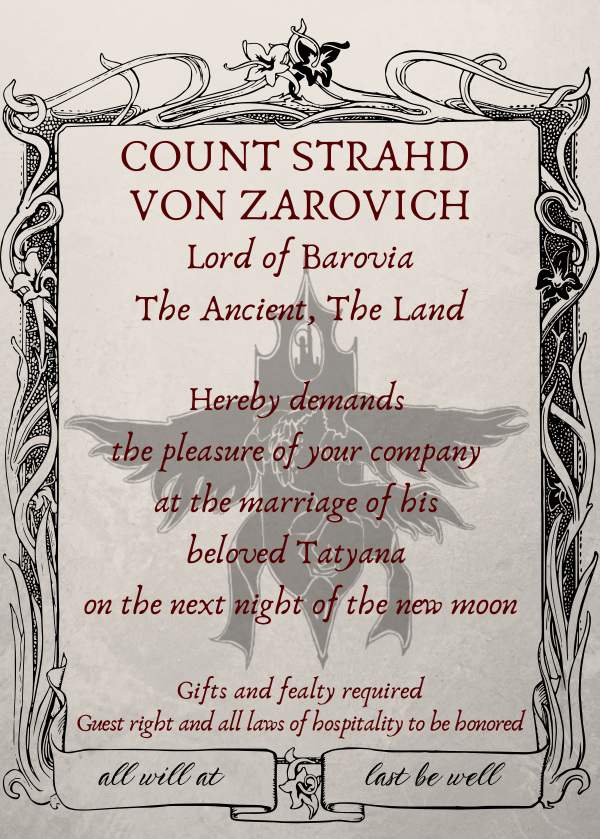 COUNT STRAHD
VON ZAROVICH
Lord of Barovia
The Ancient, The Land
Hereby demands
the pleasure of your company
at the marriage of his
beloved Tatyana
on the next night of the new moon
Gifts and fealty required
Guest right and all laws of hospitality to be honored
all will at last be well